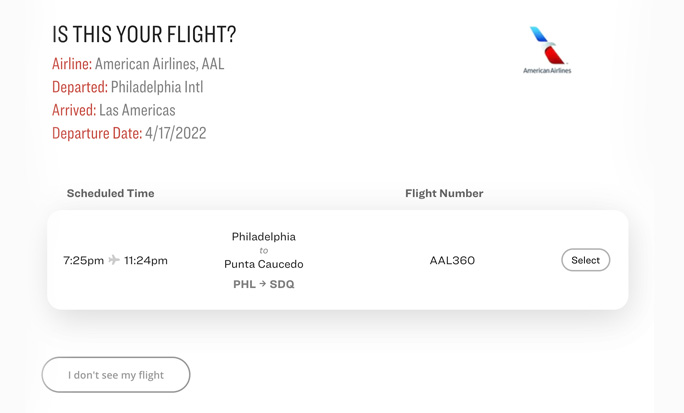 IS THIS YOUR FLIGHT?
Airline: American Airlines, AAL
Departed: Philadelphia Intl
Arrived: Las Americas
Departure Date: 4/17/2022
American Airlines
Scheduled Time
Flight Number
7:25pm 11:24pm
Philadelphia
to
Punta Caucedo
PHL → SDQ
AAL360
Select
I don't see my flight